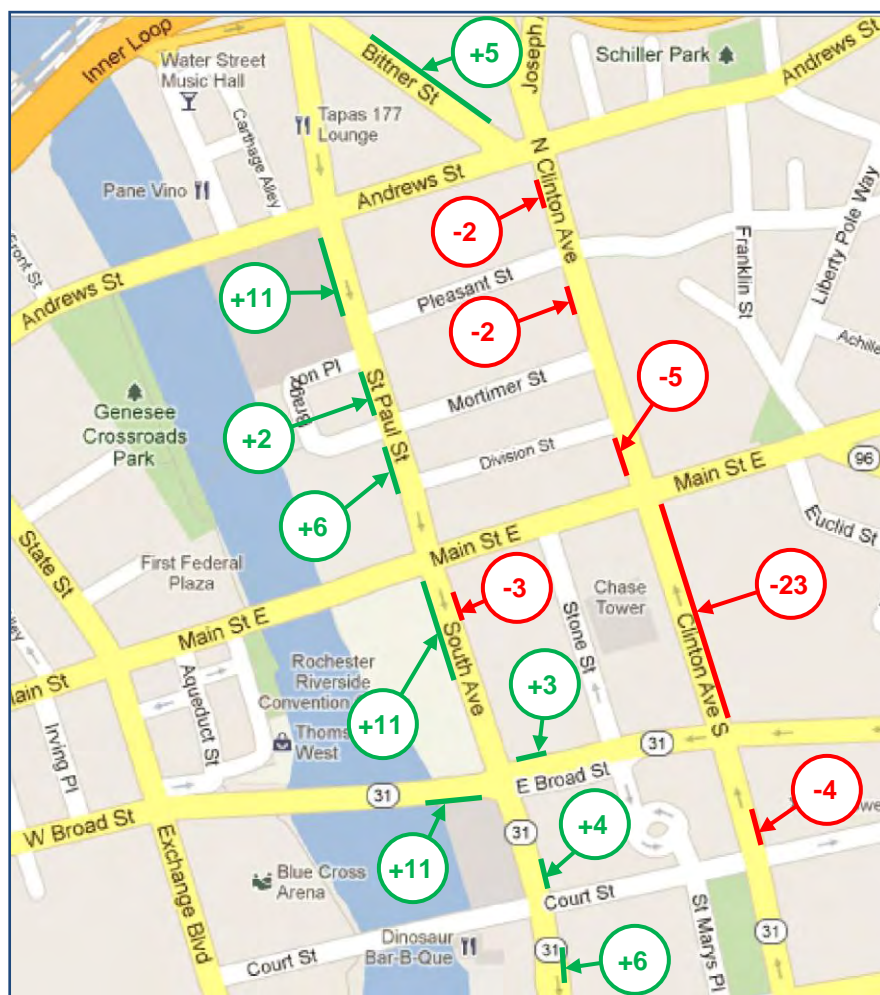 Inner Loop
Water Street
Music Hall
Bittner St
+5
Joseph
Schiller Park
Andrews St
Tapas 177
Lounge
Carthage Alley
N Clinton Ave
Pane Vino
Andrews St
-2
Front St
Franklin St
Liberty Pole Way
Andrews St
+11
Pleasant St
-2
St Paul St
-5
Mortimer St
Genesee
Crossroads
Park
+2
Division St
Main St E
96
+6
Euclid St
State St
First Federal
Plaza
Main St E
-3
Chase
Tower
-23
Stone St
Main St E
Aqueduct St
Rochester
Riverside
Convention
South Ave
Clinton Ave S
+3
+11
Irving Pl
West
31
E Broad St
31
W Broad St
+11
31
+4
-4
Exchange Blvd
Blue Cross
Arena
Court St
St Marys Pl
31
Court St
Dinosaur
Bar-B-Que
31
+6